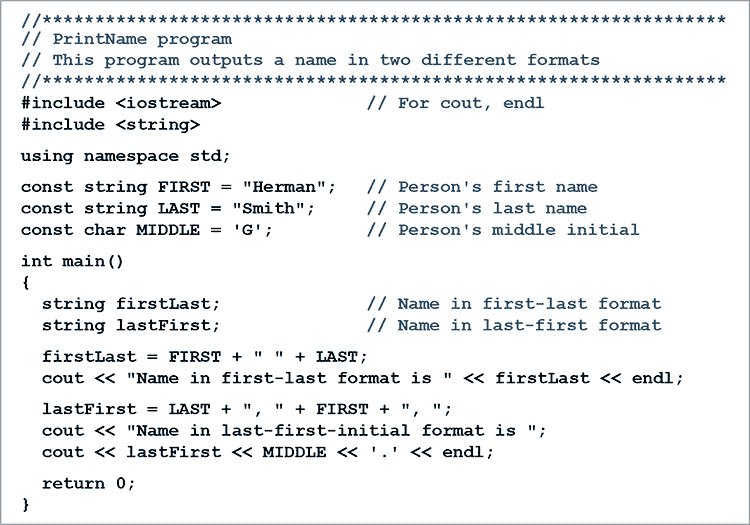 //*****************************************************************
// PrintName program
// This program outputs a name in two different formats
//*****************************************************************
#include <iostream>              // For cout, endl
#include <string>
using namespace std;
const string FIRST = "Herman";   // Person's first name
const string LAST = "Smith";     // Person's last name
const char MIDDLE = 'G';         // Person's middle initial
int main()
{
  string firstLast;              // Name in first-last format
  string lastFirst;              // Name in last-first format
  firstLast = FIRST + " " + LAST;
  cout << "Name in first-last format is " << firstLast << endl;
  lastFirst = LAST + ", " + FIRST + ", ";
  cout << "Name in last-first-initial format is ";
  cout << lastFirst << MIDDLE << '.' << endl;
  return 0;
}